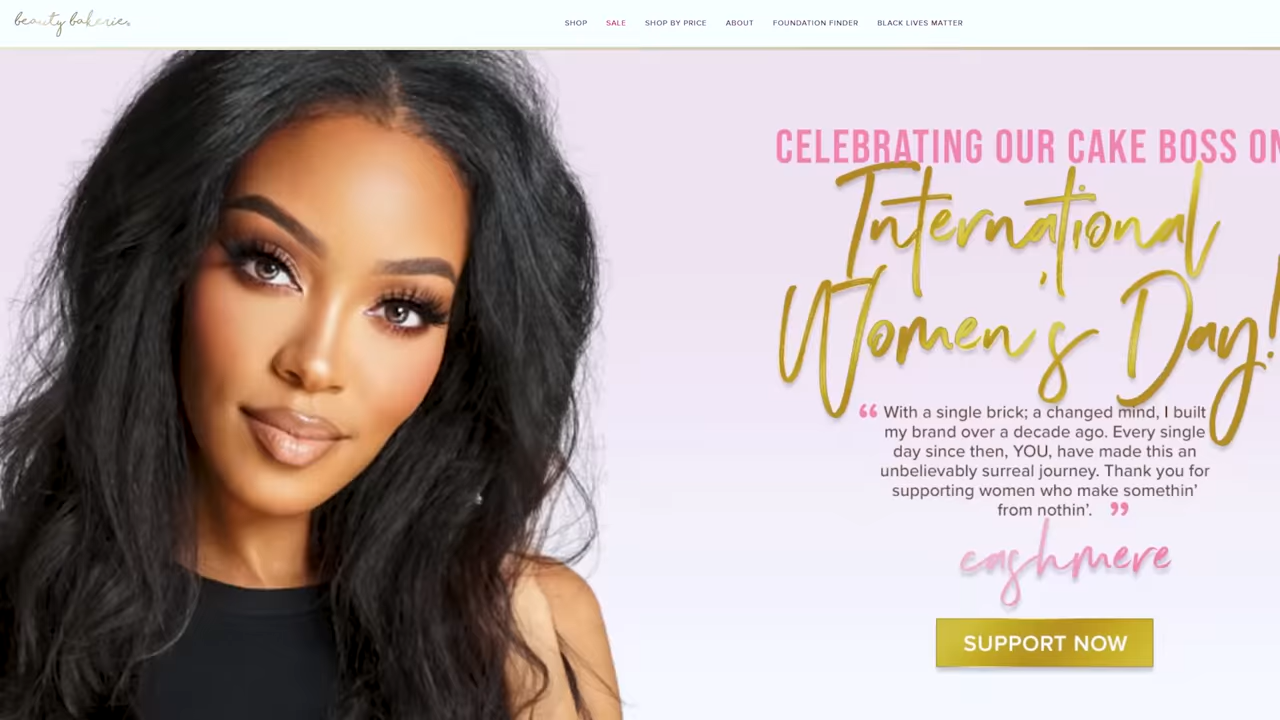 beauty bakerie
SHOP SALE SHOP BY PRICE ABOUT FOUNDATION FINDER BLACK LIVES MATTER
CELEBRATING OUR CAKE BOSS ON
International
Women's Day!
“ With a single brick; a changed mind, I built
my brand over a decade ago. Every single
day since then, YOU, have made this an
unbelievably surreal journey. Thank you for
supporting women who make somethin’
from nothin’. ”
cashmere
SUPPORT NOW